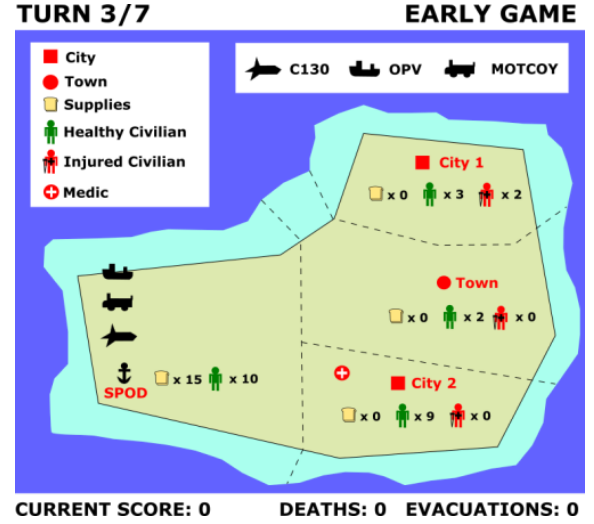 TURN 3/7 EARLY GAME
City
Town
Supplies
Healthy Civilian
Injured Civilian
Medic
C130 OPV MOTCOY
City 1
x 0 x 3 x 2
Town
x 0 x 2 x 0
SPOD
x 15 x 10
City 2
x 0 x 9 x 0
CURRENT SCORE: 0 DEATHS: 0 EVACUATIONS: 0